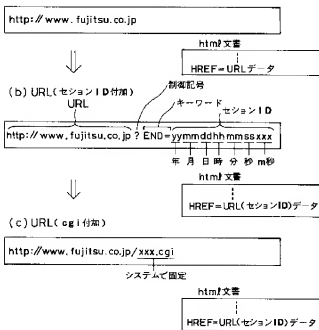 http://www.fujitsu.co.jp
html文書
HREF=URLデータ
(b) URL(セションID付加)
制御記号
URL
キーワード
セションID
http://www.fujitsu.co.jp ? END=yymmddhhmmssxxx
年 月 日 時 分 秒 m秒
html文書
HREF=URL(セションID)データ
(c) URL(cgi付加)
http://www.fujitsu.co.jp/xxx.cgi
システムで固定
html文書
HREF=URL(セションID)データ